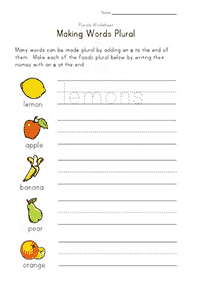 Name
Plurals Worksheet
Making Words Plural
Many words can be made plural by adding an s to the end of
them. Make each of the foods plural below by writing their
names with an s at the end.
lemons
lemon
apple
banana
pear
orange